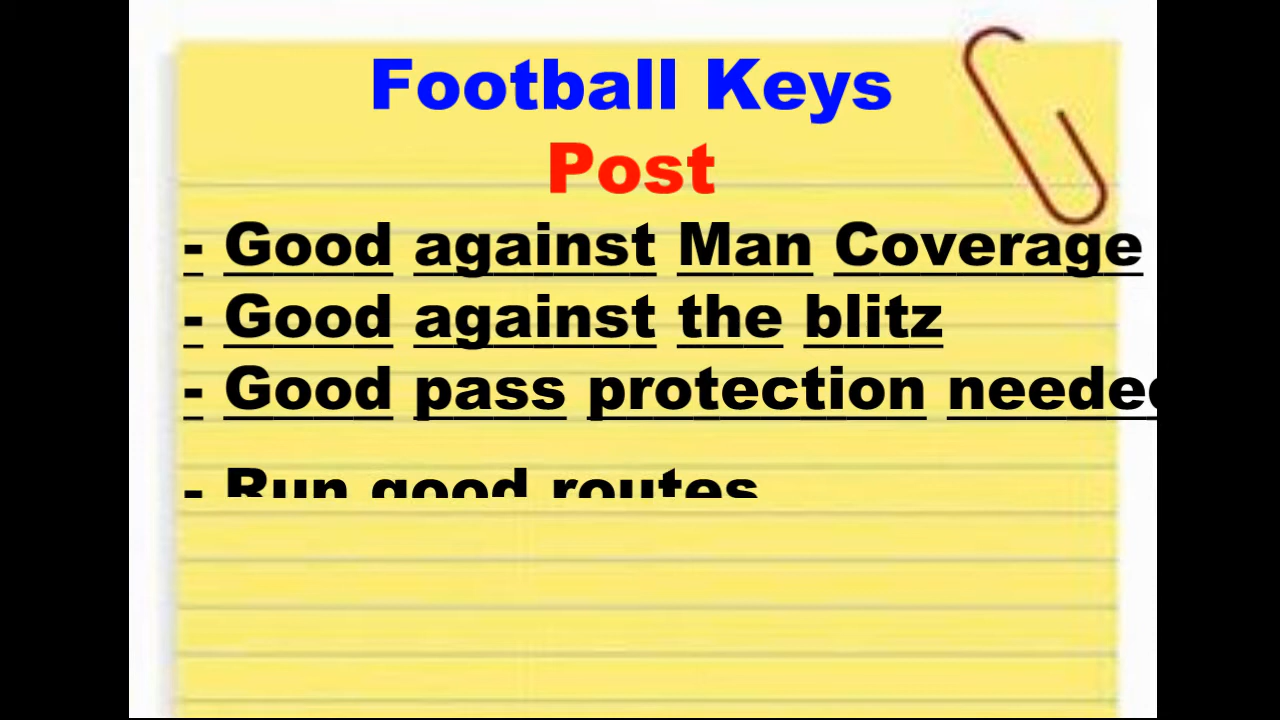 Football Keys
Post
- Good against Man Coverage
- Good against the blitz
- Good pass protection needed
- Run good routes